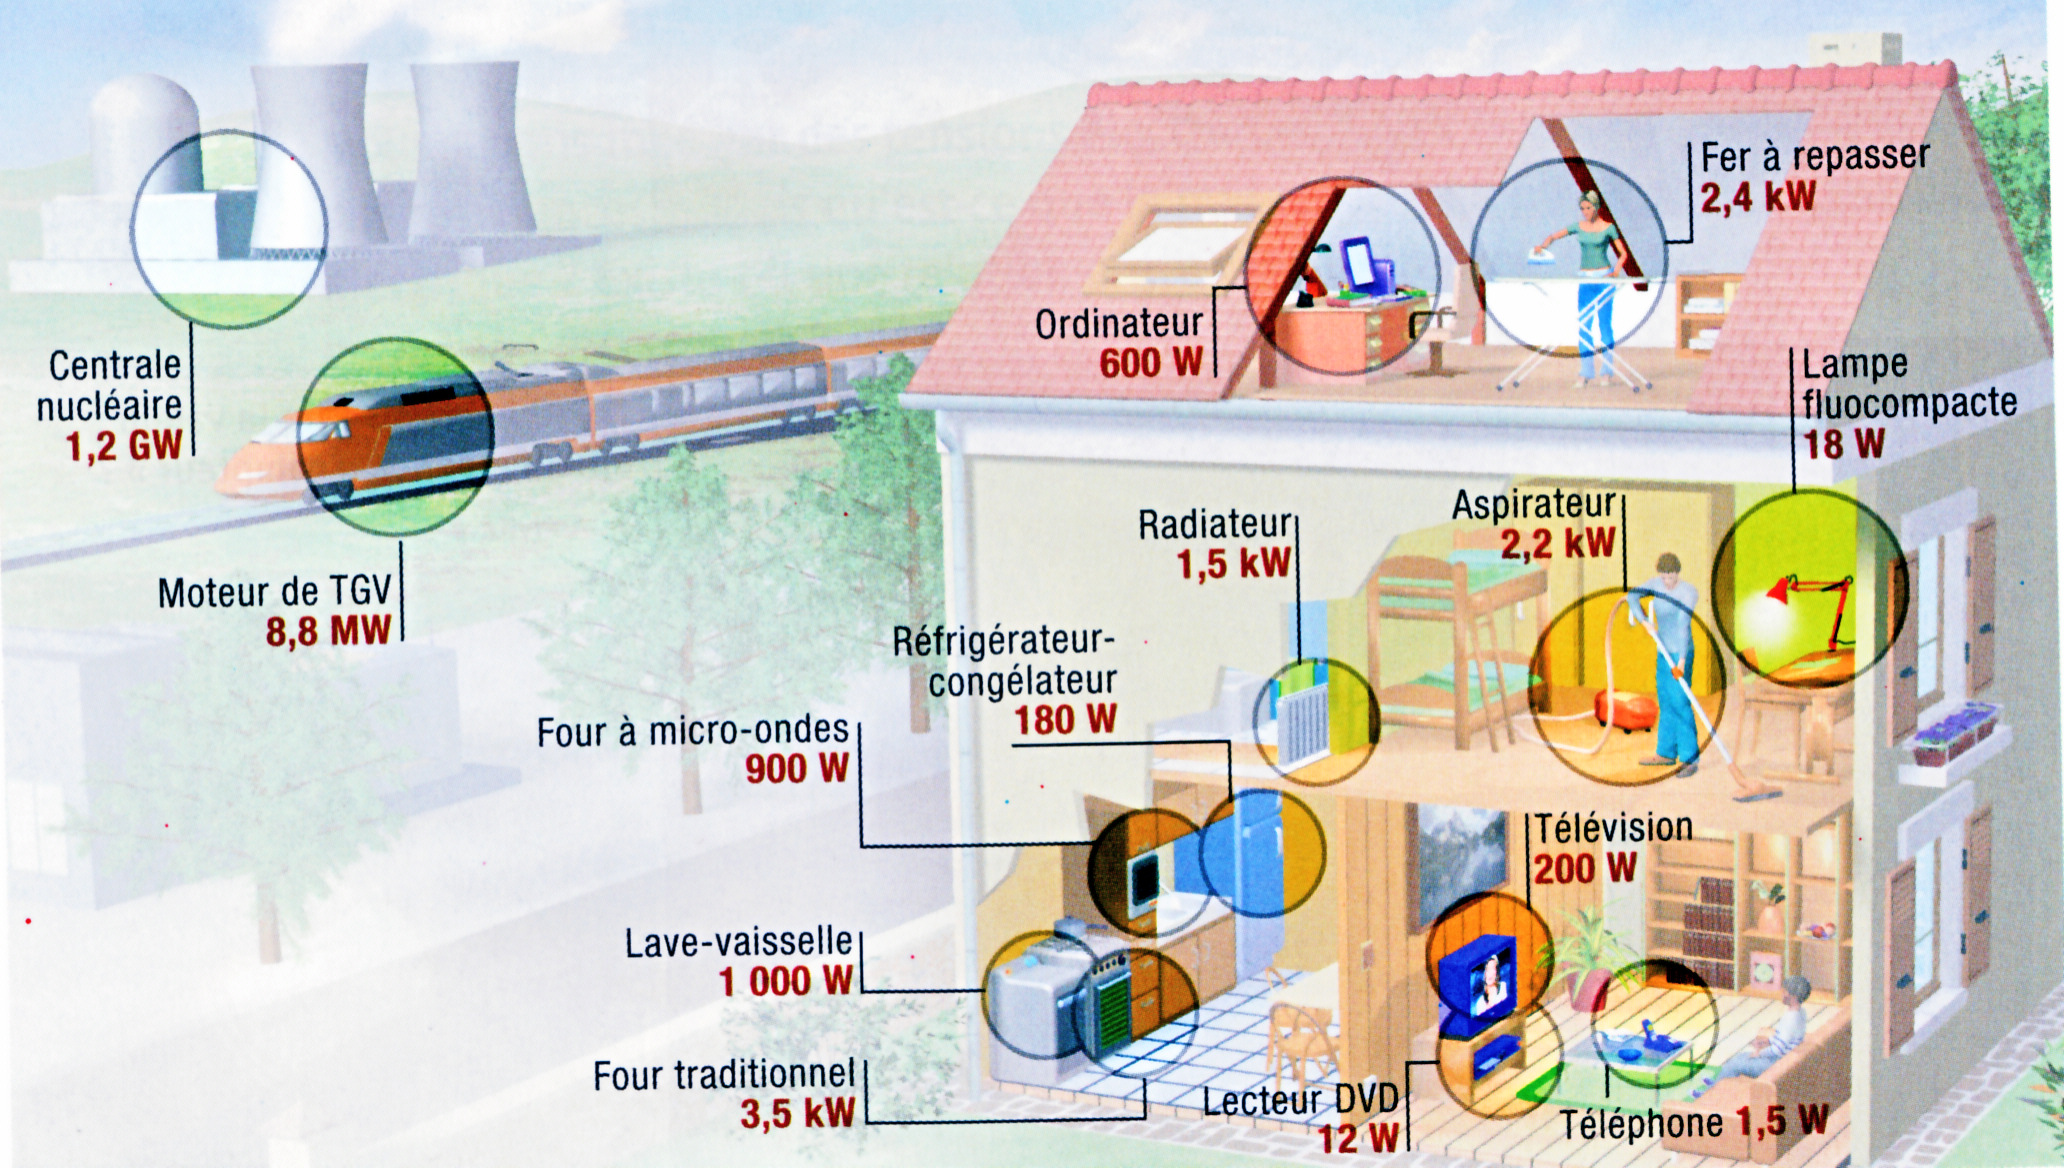 Fer à repasser
2,4 kW
Ordinateur
600 W
Centrale
nucléaire
1,2 GW
Lampe
fluocompacte
18 W
Moteur de TGV
8,8 MW
Radiateur
1,5 kW
Aspirateur
2,2 kW
Réfrigérateur-
congélateur
180 W
Four à micro-ondes
900 W
Télévision
200 W
Lave-vaisselle
1 000 W
Four traditionnel
3,5 kW
Lecteur DVD
12 W
Téléphone 1,5 W